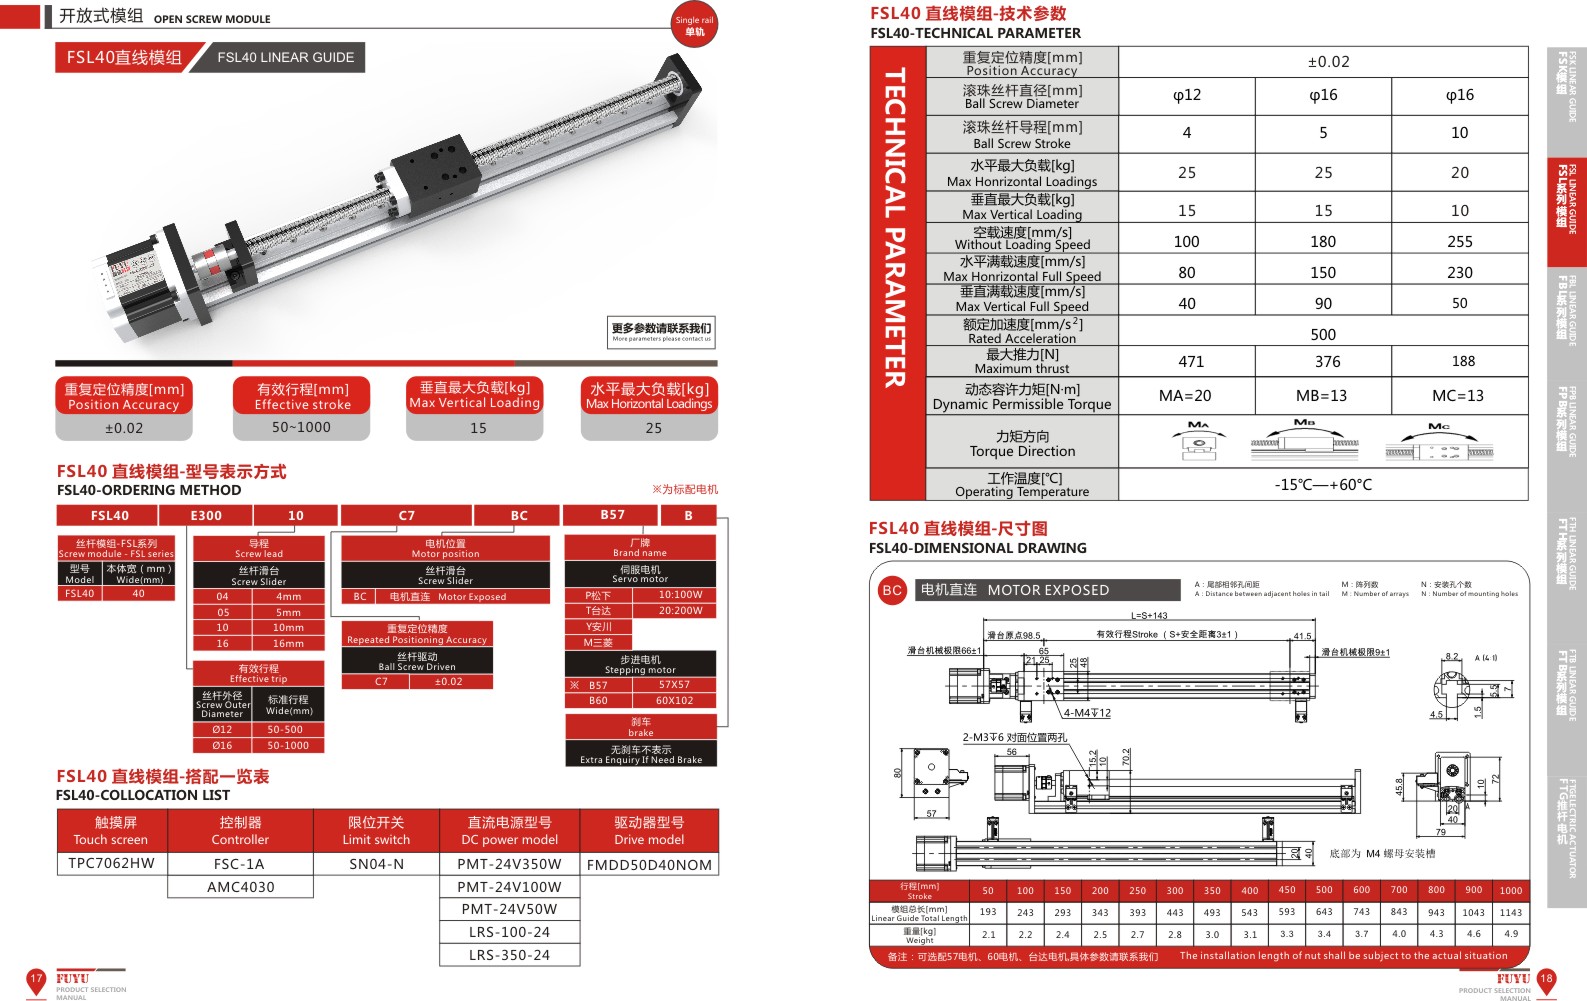 开放式模组 OPEN SCREW MODULE
Single rail
单轨
FSL40直线模组 FSL40 LINEAR GUIDE
FUYU
更多参数请联系我们
More parameters please contact us
重复定位精度[mm]
Position Accuracy
±0.02
有效行程[mm]
Effective stroke
50~1000
垂直最大负载[kg]
Max Vertical Loading
15
水平最大负载[kg]
Max Horizontal Loadings
25
FSL40 直线模组-型号表示方式
FSL40-ORDERING METHOD
※为标配电机
FSL40 E300 10 C7 BC B57 B
丝杆模组-FSL系列
Screw module - FSL series
型号 本体宽（mm）
Model Wide(mm)
FSL40 40
导程
Screw lead
丝杆滑台
Screw Slider
04 4mm
05 5mm
10 10mm
16 16mm
有效行程
Effective trip
丝杆外径 标准行程
Screw Outer Diameter Wide(mm)
Ø12 50-500
Ø16 50-1000
电机位置
Motor position
丝杆滑台
Screw Slider
BC 电机直连 Motor Exposed
重复定位精度
Repeated Positioning Accuracy
丝杆驱动
Ball Screw Driven
C7 ±0.02
厂牌
Brand name
伺服电机
Servo motor
P松下 10:100W
T台达 20:200W
Y安川
M三菱
步进电机
Stepping motor
※ B57 57X57
B60 60X102
刹车
brake
无刹车不表示
Extra Enquiry If Need Brake
FSL40 直线模组-搭配一览表
FSL40-COLLOCATION LIST
触摸屏 控制器 限位开关 直流电源型号 驱动器型号
Touch screen Controller Limit switch DC power model Drive model
TPC7062HW FSC-1A SN04-N PMT-24V350W FMDD50D40NOM
AMC4030 PMT-24V100W
PMT-24V50W
LRS-100-24
LRS-350-24
17 FUYU
PRODUCT SELECTION
MANUAL
FSL40 直线模组-技术参数
FSL40-TECHNICAL PARAMETER
TECHNICAL PARAMETER
重复定位精度[mm]
Position Accuracy
±0.02
滚珠丝杆直径[mm]
Ball Screw Diameter
φ12 φ16 φ16
滚珠丝杆导程[mm]
Ball Screw Stroke
4 5 10
水平最大负载[kg]
Max Honrizontal Loadings
25 25 20
垂直最大负载[kg]
Max Vertical Loading
15 15 10
空载速度[mm/s]
Without Loading Speed
100 180 255
水平满载速度[mm/s]
Max Honrizontal Full Speed
80 150 230
垂直满载速度[mm/s]
Max Vertical Full Speed
40 90 50
额定加速度[mm/s²]
Rated Acceleration
500
最大推力[N]
Maximum thrust
471 376 188
动态容许力矩[N·m]
Dynamic Permissible Torque
MA=20 MB=13 MC=13
力矩方向
Torque Direction
MA MB MC
工作温度[℃]
Operating Temperature
-15℃—+60℃
FSL40 直线模组-尺寸图
FSL40-DIMENSIONAL DRAWING
BC 电机直连 MOTOR EXPOSED
A：尾部相邻孔间距 M：阵列数 N：安装孔个数
A : Distance between adjacent holes in tail M : Number of arrays N : Number of mounting holes
L=S+143
滑台原点98.5 有效行程Stroke （S+安全距离3±1） 41.5
滑台机械极限66±1 65 滑台机械极限9±1
21 25 25 48
4-M4↧12
8.2 A (4:1)
5.5 7
4.5 1.5
2-M3↧6 对面位置两孔
56 15.2 10 70.2
80
57
45.8 10 72
20 A
40
79
20 40
底部为 M4 螺母安装槽
行程[mm]
Stroke
50 100 150 200 250 300 350 400 450 500 600 700 800 900 1000
模组总长[mm]
Linear Guide Total Length
193 243 293 343 393 443 493 543 593 643 743 843 943 1043 1143
重量[kg]
Weight
2.1 2.2 2.4 2.5 2.7 2.8 3.0 3.1 3.3 3.4 3.7 4.0 4.3 4.6 4.9
备注：可选配57电机、60电机、台达电机,具体参数请联系我们 The installation length of nut shall be subject to the actual situation
FUYU 18
PRODUCT SELECTION
MANUAL
FSK LINEAR GUIDE
FSK模组
FSL LINEAR GUIDE
FSL系列模组
FBL LINEAR GUIDE
FBL系列模组
FPB LINEAR GUIDE
FPB系列模组
FTH LINEAR GUIDE
FTH系列模组
FTB LINEAR GUIDE
FTB系列模组
FTGELECTRIC ACTUATOR
FTG推杆电机